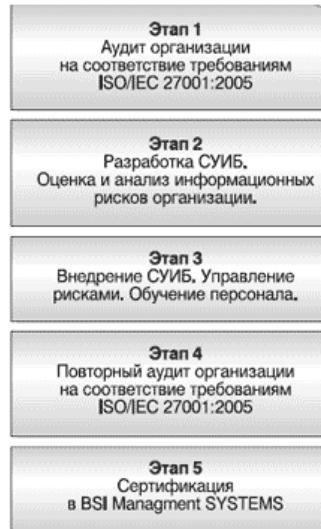 Этап 1
Аудит организации
на соответствие требованиям
ISO/IEC 27001:2005
Этап 2
Разработка СУИБ.
Оценка и анализ информационных
рисков организации.
Этап 3
Внедрение СУИБ. Управление
рисками. Обучение персонала.
Этап 4
Повторный аудит организации
на соответствие требованиям
ISO/IEC 27001:2005
Этап 5
Сертификация
в BSI Managment SYSTEMS